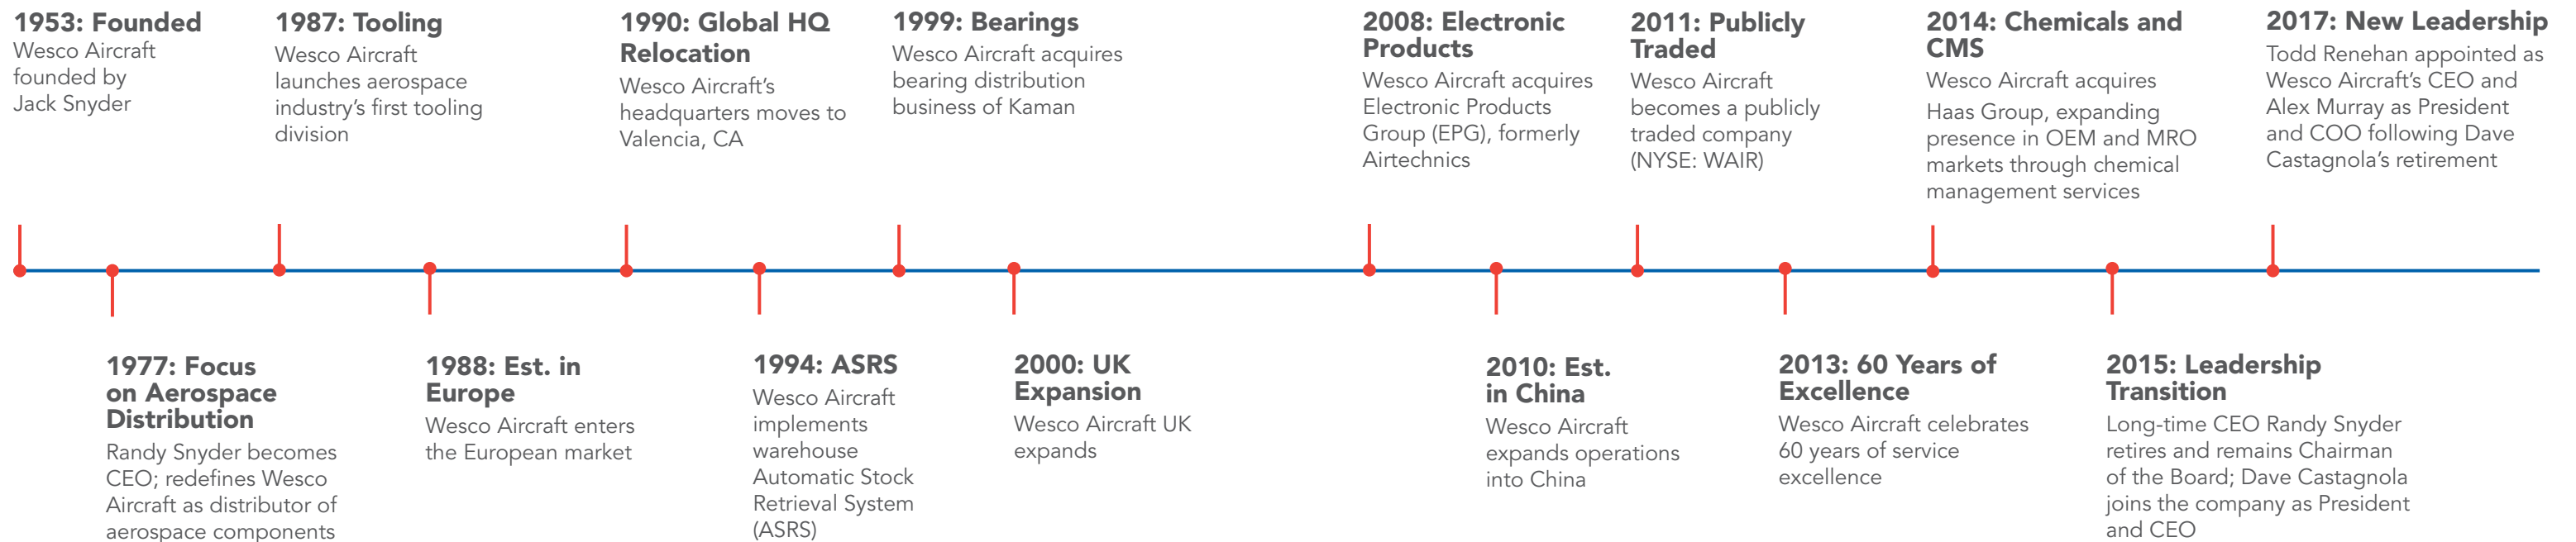 1953: Founded
Wesco Aircraft
founded by
Jack Snyder
1987: Tooling
Wesco Aircraft
launches aerospace
industry’s first tooling
division
1990: Global HQ
Relocation
Wesco Aircraft’s
headquarters moves to
Valencia, CA
1999: Bearings
Wesco Aircraft acquires
bearing distribution
business of Kaman
2008: Electronic
Products
Wesco Aircraft acquires
Electronic Products
Group (EPG), formerly
Airtechnics
2011: Publicly
Traded
Wesco Aircraft
becomes a publicly
traded company
(NYSE: WAIR)
2014: Chemicals and
CMS
Wesco Aircraft acquires
Haas Group, expanding
presence in OEM and MRO
markets through chemical
management services
2017: New Leadership
Todd Renehan appointed as
Wesco Aircraft’s CEO and
Alex Murray as President
and COO following Dave
Castagnola’s retirement
1977: Focus
on Aerospace
Distribution
Randy Snyder becomes
CEO; redefines Wesco
Aircraft as distributor of
aerospace components
1988: Est. in
Europe
Wesco Aircraft enters
the European market
1994: ASRS
Wesco Aircraft
implements
warehouse
Automatic Stock
Retrieval System
(ASRS)
2000: UK
Expansion
Wesco Aircraft UK
expands
2010: Est.
in China
Wesco Aircraft
expands operations
into China
2013: 60 Years of
Excellence
Wesco Aircraft celebrates
60 years of service
excellence
2015: Leadership
Transition
Long-time CEO Randy Snyder
retires and remains Chairman
of the Board; Dave Castagnola
joins the company as President
and CEO